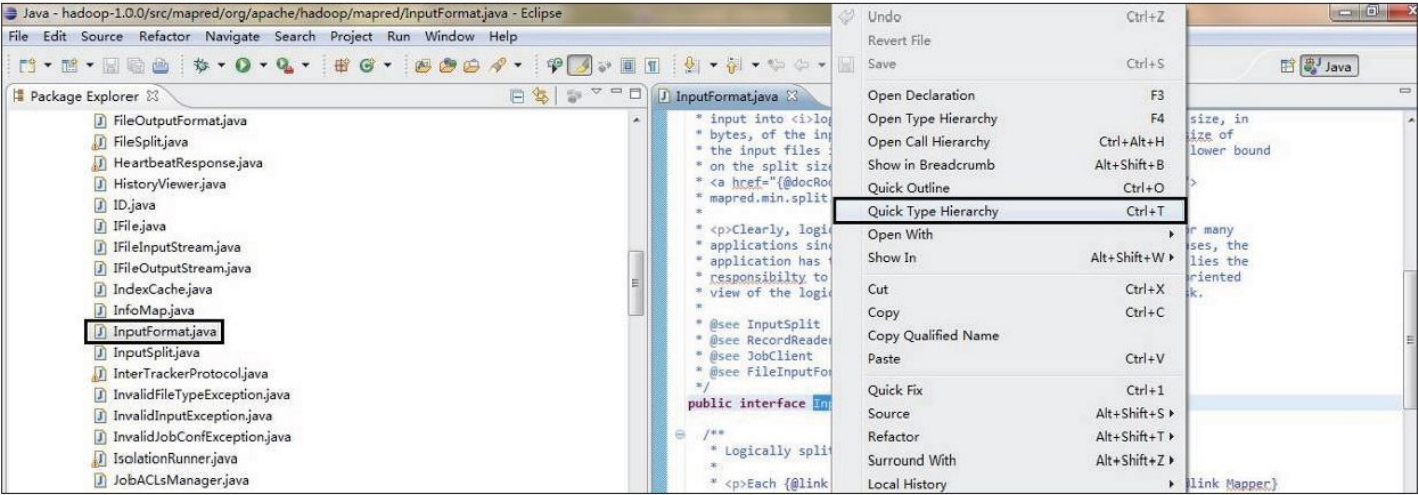 Java - hadoop-1.0.0/src/mapred/org/apache/hadoop/mapred/InputFormat.java - Eclipse
File Edit Source Refactor Navigate Search Project Run Window Help
Java
Package Explorer
FileOutputFormat.java
FileSplit.java
HeartbeatResponse.java
HistoryViewer.java
ID.java
IFile.java
IFileInputStream.java
IFileOutputStream.java
IndexCache.java
InfoMap.java
InputFormat.java
InputSplit.java
InterTrackerProtocol.java
InvalidFileTypeException.java
InvalidInputException.java
InvalidJobConfException.java
IsolationRunner.java
JobACLsManager.java
InputFormat.java
* input into <i>log size, in
* bytes, of the inp ize of
* the input files lower bound
* on the split size
* <a href="{@docRoo ">
* mapred.min.split
*
* <p>Clearly, logi or many
* applications sinc ases, the
* application has lies the
* responsibilty to oriented
* view of the logi sk.
*
* @see InputSplit
* @see RecordReader
* @see JobClient
* @see FileInputFor
*/
public interface Inp
/**
* Logically split
*
* <p>Each {@link @link Mapper}
Undo Ctrl+Z
Revert File
Save Ctrl+S
Open Declaration F3
Open Type Hierarchy F4
Open Call Hierarchy Ctrl+Alt+H
Show in Breadcrumb Alt+Shift+B
Quick Outline Ctrl+O
Quick Type Hierarchy Ctrl+T
Open With
Show In Alt+Shift+W
Cut Ctrl+X
Copy Ctrl+C
Copy Qualified Name
Paste Ctrl+V
Quick Fix Ctrl+1
Source Alt+Shift+S
Refactor Alt+Shift+T
Surround With Alt+Shift+Z
Local History